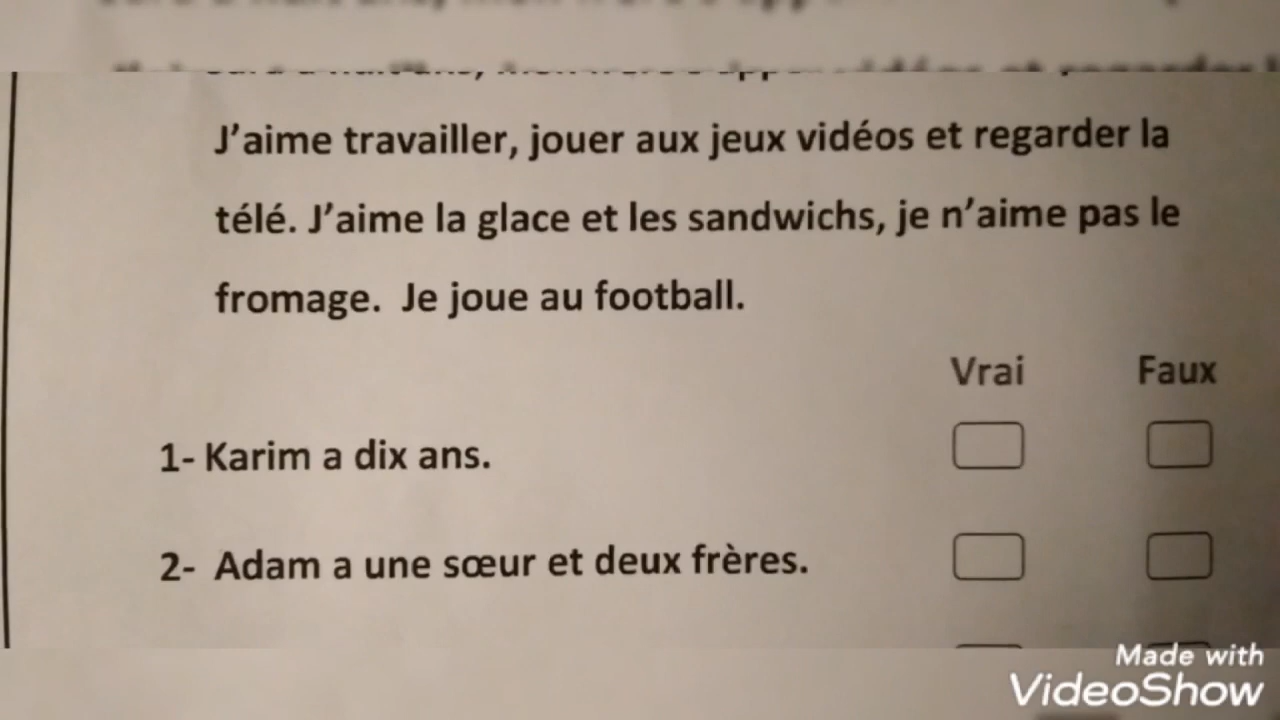 J'aime travailler, jouer aux jeux vidéos et regarder la
télé. J'aime la glace et les sandwichs, je n'aime pas le
fromage. Je joue au football.
Vrai Faux
1- Karim a dix ans.
2- Adam a une sœur et deux frères.
Made with
VideoShow